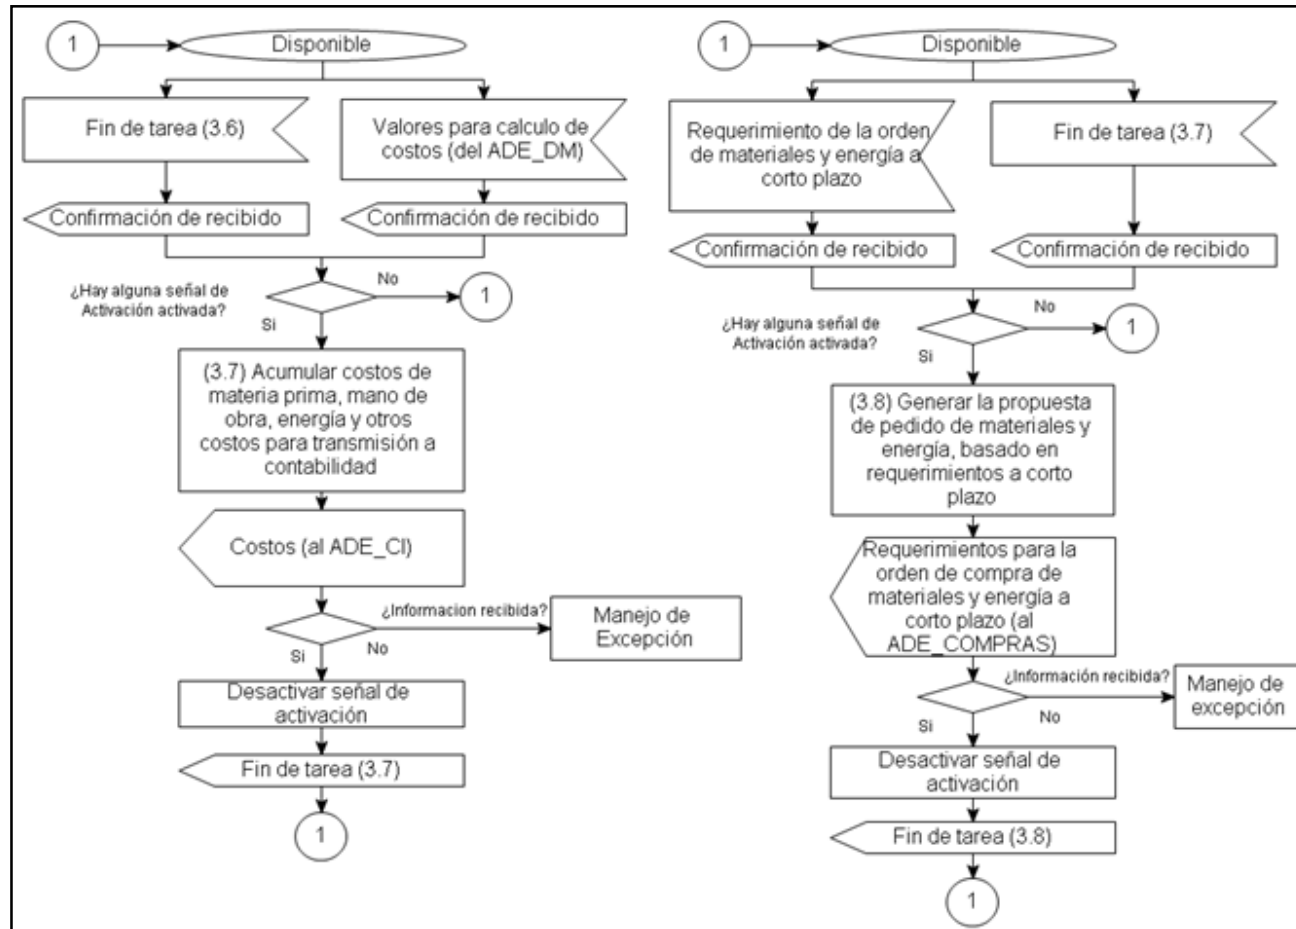 1
Disponible
Fin de tarea (3.6)
Valores para calculo de
costos (del ADE_DM)
Confirmación de recibido
Confirmación de recibido
¿Hay alguna señal de
Activación activada?
No
1
Si
(3.7) Acumular costos de
materia prima, mano de
obra, energía y otros
costos para transmisión a
contabilidad
Costos (al ADE_CI)
¿Informacion recibida?
Manejo de
Excepción
Si
No
Desactivar señal de
activación
Fin de tarea (3.7)
1
1
Disponible
Requerimiento de la orden
de materiales y energía a
corto plazo
Fin de tarea (3.7)
Confirmación de recibido
Confirmación de recibido
¿Hay alguna señal de
Activación activada?
No
1
Si
(3.8) Generar la propuesta
de pedido de materiales y
energía, basado en
requerimientos a corto
plazo
Requerimientos para la
orden de compra de
materiales y energía a
corto plazo (al
ADE_COMPRAS)
¿Información recibida?
Manejo de
excepción
Si
No
Desactivar señal de
activación
Fin de tarea (3.8)
1